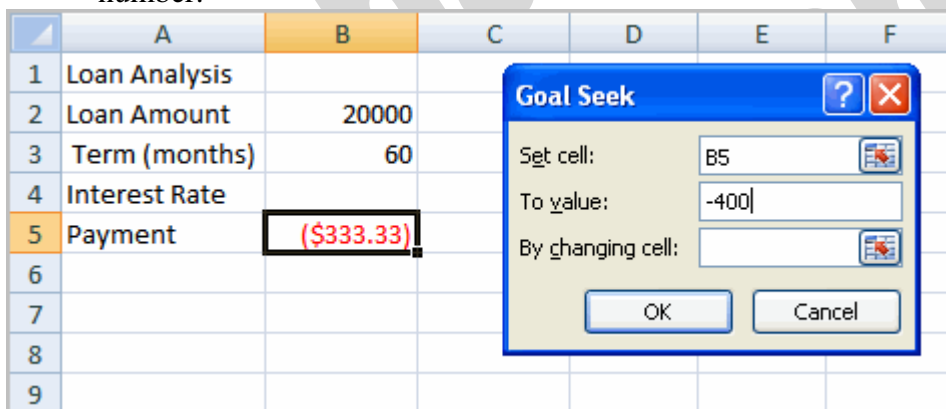 number.
A B C D E F
1 Loan Analysis
2 Loan Amount 20000
3 Term (months) 60
4 Interest Rate
5 Payment ($333.33)
6
7
8
9
Goal Seek ?
Set cell: B5
To value: -400
By changing cell:
OK Cancel